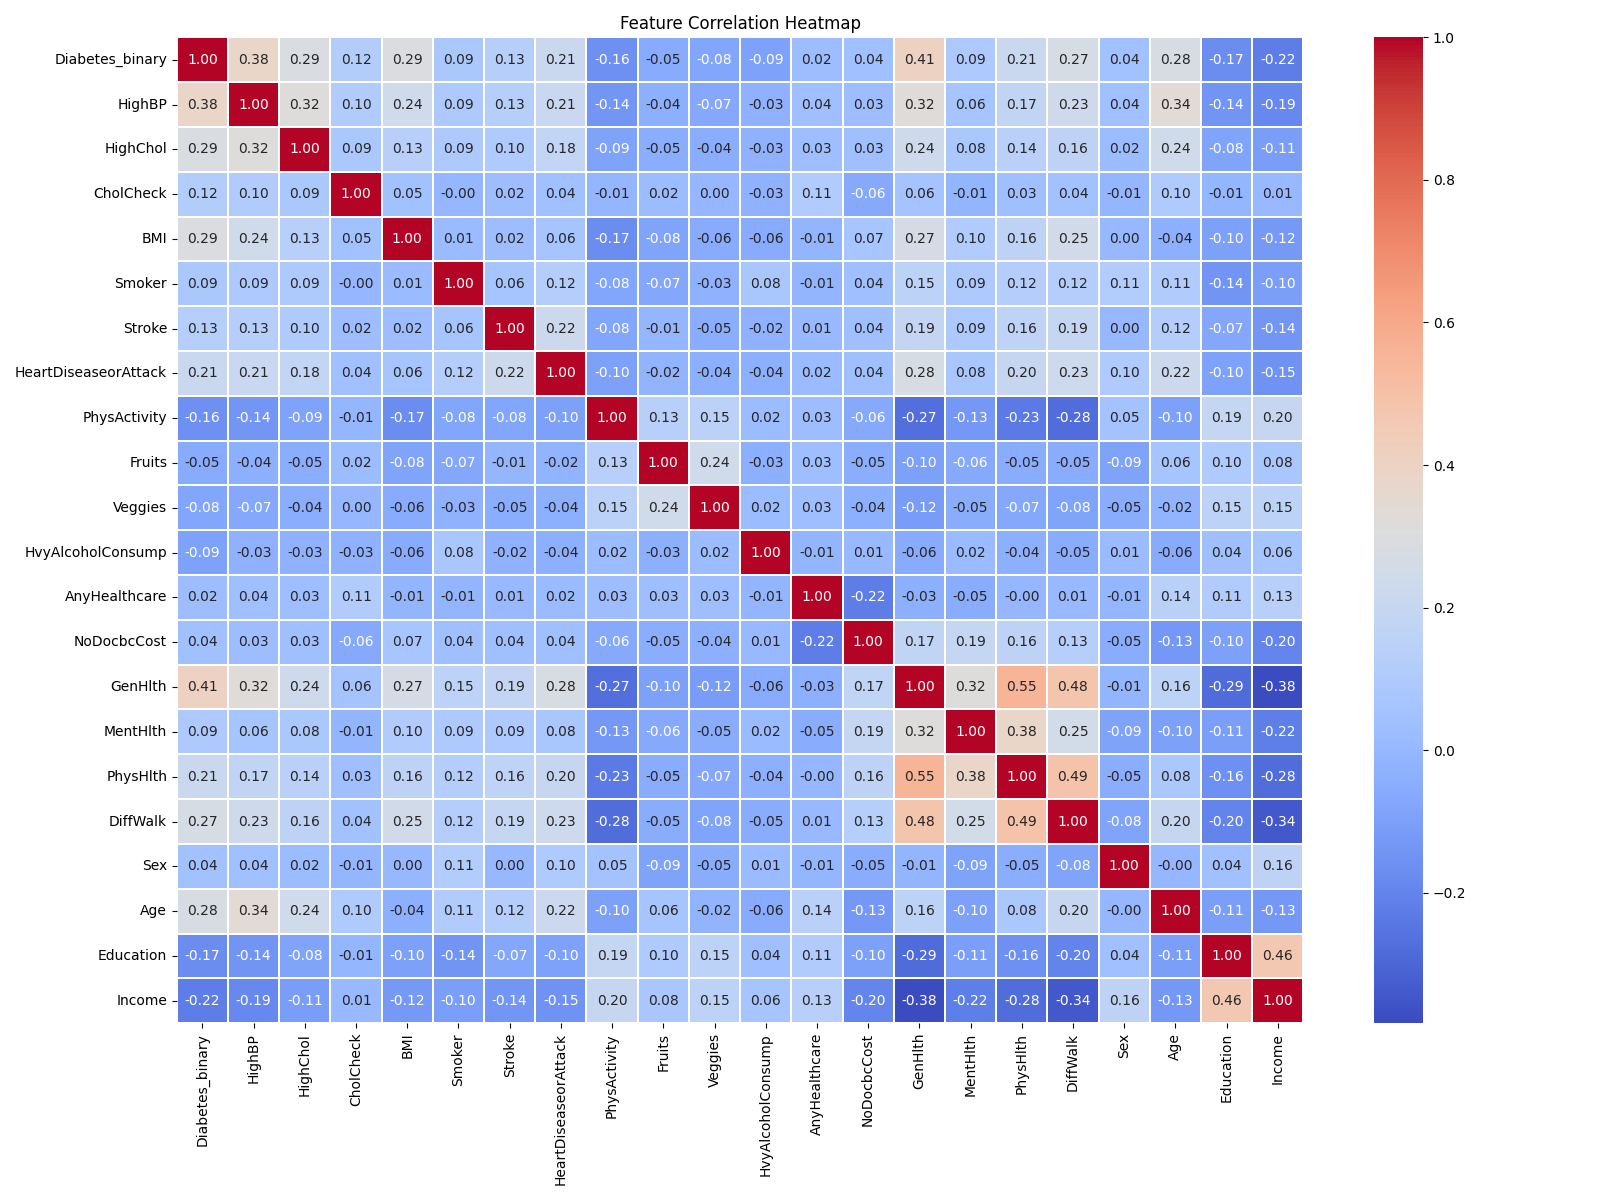 Feature Correlation Heatmap
Diabetes_binary 1.00 0.38 0.29 0.12 0.29 0.09 0.13 0.21 -0.16 -0.05 -0.08 -0.09 0.02 0.04 0.41 0.09 0.21 0.27 0.04 0.28 -0.17 -0.22
HighBP 0.38 1.00 0.32 0.10 0.24 0.09 0.13 0.21 -0.14 -0.04 -0.07 -0.03 0.04 0.03 0.32 0.06 0.17 0.23 0.04 0.34 -0.14 -0.19
HighChol 0.29 0.32 1.00 0.09 0.13 0.09 0.10 0.18 -0.09 -0.05 -0.04 -0.03 0.03 0.03 0.24 0.08 0.14 0.16 0.02 0.24 -0.08 -0.11
CholCheck 0.12 0.10 0.09 1.00 0.05 -0.00 0.02 0.04 -0.01 0.02 0.00 -0.03 0.11 -0.06 0.06 -0.01 0.03 0.04 -0.01 0.10 -0.01 0.01
BMI 0.29 0.24 0.13 0.05 1.00 0.01 0.02 0.06 -0.17 -0.08 -0.06 -0.06 -0.01 0.07 0.27 0.10 0.16 0.25 0.00 -0.04 -0.10 -0.12
Smoker 0.09 0.09 0.09 -0.00 0.01 1.00 0.06 0.12 -0.08 -0.07 -0.03 0.08 -0.01 0.04 0.15 0.09 0.12 0.12 0.11 0.11 -0.14 -0.10
Stroke 0.13 0.13 0.10 0.02 0.02 0.06 1.00 0.22 -0.08 -0.01 -0.05 -0.02 0.01 0.04 0.19 0.09 0.16 0.19 0.00 0.12 -0.07 -0.14
HeartDiseaseorAttack 0.21 0.21 0.18 0.04 0.06 0.12 0.22 1.00 -0.10 -0.02 -0.04 -0.04 0.02 0.04 0.28 0.08 0.20 0.23 0.10 0.22 -0.10 -0.15
PhysActivity -0.16 -0.14 -0.09 -0.01 -0.17 -0.08 -0.08 -0.10 1.00 0.13 0.15 0.02 0.03 -0.06 -0.27 -0.13 -0.23 -0.28 0.05 -0.10 0.19 0.20
Fruits -0.05 -0.04 -0.05 0.02 -0.08 -0.07 -0.01 -0.02 0.13 1.00 0.24 -0.03 0.03 -0.05 -0.10 -0.06 -0.05 -0.05 -0.09 0.06 0.10 0.08
Veggies -0.08 -0.07 -0.04 0.00 -0.06 -0.03 -0.05 -0.04 0.15 0.24 1.00 0.02 0.03 -0.04 -0.12 -0.05 -0.07 -0.08 -0.05 -0.02 0.15 0.15
HvyAlcoholConsump -0.09 -0.03 -0.03 -0.03 -0.06 0.08 -0.02 -0.04 0.02 -0.03 0.02 1.00 -0.01 0.01 -0.06 0.02 -0.04 -0.05 0.01 -0.06 0.04 0.06
AnyHealthcare 0.02 0.04 0.03 0.11 -0.01 -0.01 0.01 0.02 0.03 0.03 0.03 -0.01 1.00 -0.22 -0.03 -0.05 -0.00 0.01 -0.01 0.14 0.11 0.13
NoDocbcCost 0.04 0.03 0.03 -0.06 0.07 0.04 0.04 0.04 -0.06 -0.05 -0.04 0.01 -0.22 1.00 0.17 0.19 0.16 0.13 -0.05 -0.13 -0.10 -0.20
GenHlth 0.41 0.32 0.24 0.06 0.27 0.15 0.19 0.28 -0.27 -0.10 -0.12 -0.06 -0.03 0.17 1.00 0.32 0.55 0.48 -0.01 0.16 -0.29 -0.38
MentHlth 0.09 0.06 0.08 -0.01 0.10 0.09 0.09 0.08 -0.13 -0.06 -0.05 0.02 -0.05 0.19 0.32 1.00 0.38 0.25 -0.09 -0.10 -0.11 -0.22
PhysHlth 0.21 0.17 0.14 0.03 0.16 0.12 0.16 0.20 -0.23 -0.05 -0.07 -0.04 -0.00 0.16 0.55 0.38 1.00 0.49 -0.05 0.08 -0.16 -0.28
DiffWalk 0.27 0.23 0.16 0.04 0.25 0.12 0.19 0.23 -0.28 -0.05 -0.08 -0.05 0.01 0.13 0.48 0.25 0.49 1.00 -0.08 0.20 -0.20 -0.34
Sex 0.04 0.04 0.02 -0.01 0.00 0.11 0.00 0.10 0.05 -0.09 -0.05 0.01 -0.01 -0.05 -0.01 -0.09 -0.05 -0.08 1.00 -0.00 0.04 0.16
Age 0.28 0.34 0.24 0.10 -0.04 0.11 0.12 0.22 -0.10 0.06 -0.02 -0.06 0.14 -0.13 0.16 -0.10 0.08 0.20 -0.00 1.00 -0.11 -0.13
Education -0.17 -0.14 -0.08 -0.01 -0.10 -0.14 -0.07 -0.10 0.19 0.10 0.15 0.04 0.11 -0.10 -0.29 -0.11 -0.16 -0.20 0.04 -0.11 1.00 0.46
Income -0.22 -0.19 -0.11 0.01 -0.12 -0.10 -0.14 -0.15 0.20 0.08 0.15 0.06 0.13 -0.20 -0.38 -0.22 -0.28 -0.34 0.16 -0.13 0.46 1.00
Diabetes_binary
HighBP
HighChol
CholCheck
BMI
Smoker
Stroke
HeartDiseaseorAttack
PhysActivity
Fruits
Veggies
HvyAlcoholConsump
AnyHealthcare
NoDocbcCost
GenHlth
MentHlth
PhysHlth
DiffWalk
Sex
Age
Education
Income
1.0
0.8
0.6
0.4
0.2
0.0
−0.2